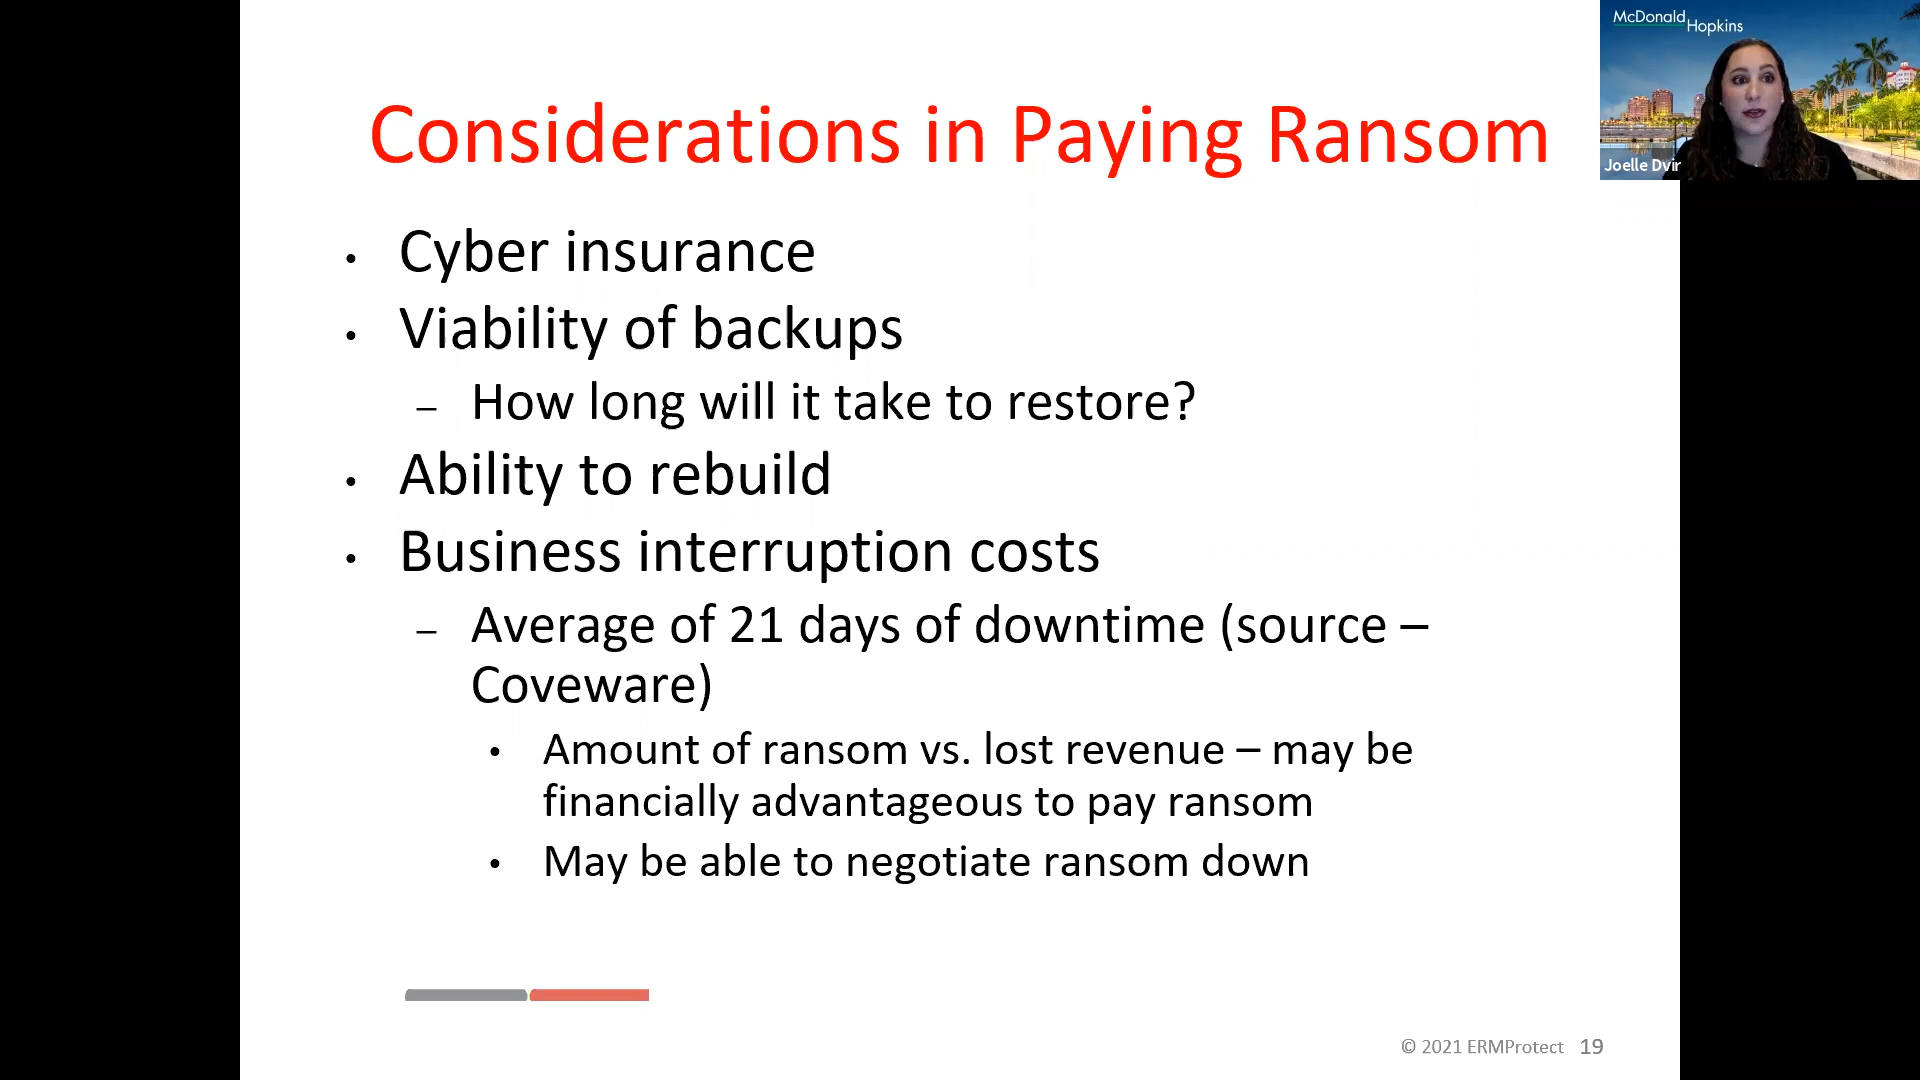 McDonald
Hopkins
Joelle Dvir
Considerations in Paying Ransom
• Cyber insurance
• Viability of backups
– How long will it take to restore?
• Ability to rebuild
• Business interruption costs
– Average of 21 days of downtime (source –
Coveware)
• Amount of ransom vs. lost revenue – may be
financially advantageous to pay ransom
• May be able to negotiate ransom down
© 2021 ERMProtect 19